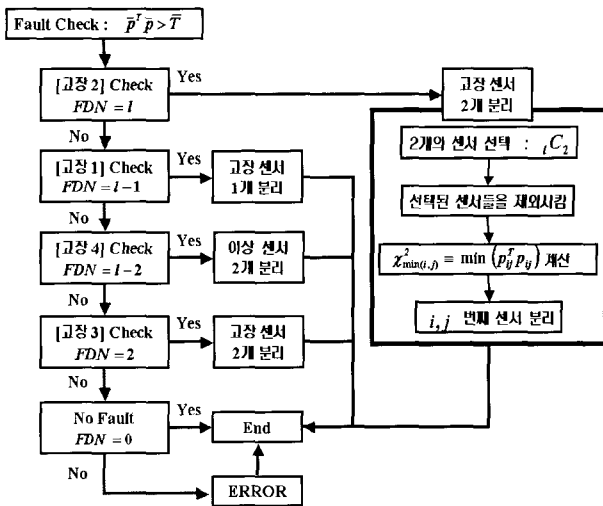 Fault Check : p̄ᵀ p̄ > T̿
[고장 2] Check
FDN = l
Yes
No
고장 센서
2개 분리
2개의 센서 선택 : ₗC₂
선택된 센서들을 제외시킴
χ²min(i,j) = min (pᵀij pij) 계산
i, j 번째 센서 분리
[고장 1] Check
FDN = l-1
Yes
No
고장 센서
1개 분리
[고장 4] Check
FDN = l-2
Yes
No
이상 센서
2개 분리
[고장 3] Check
FDN = 2
Yes
No
고장 센서
2개 분리
No Fault
FDN = 0
Yes
No
End
ERROR